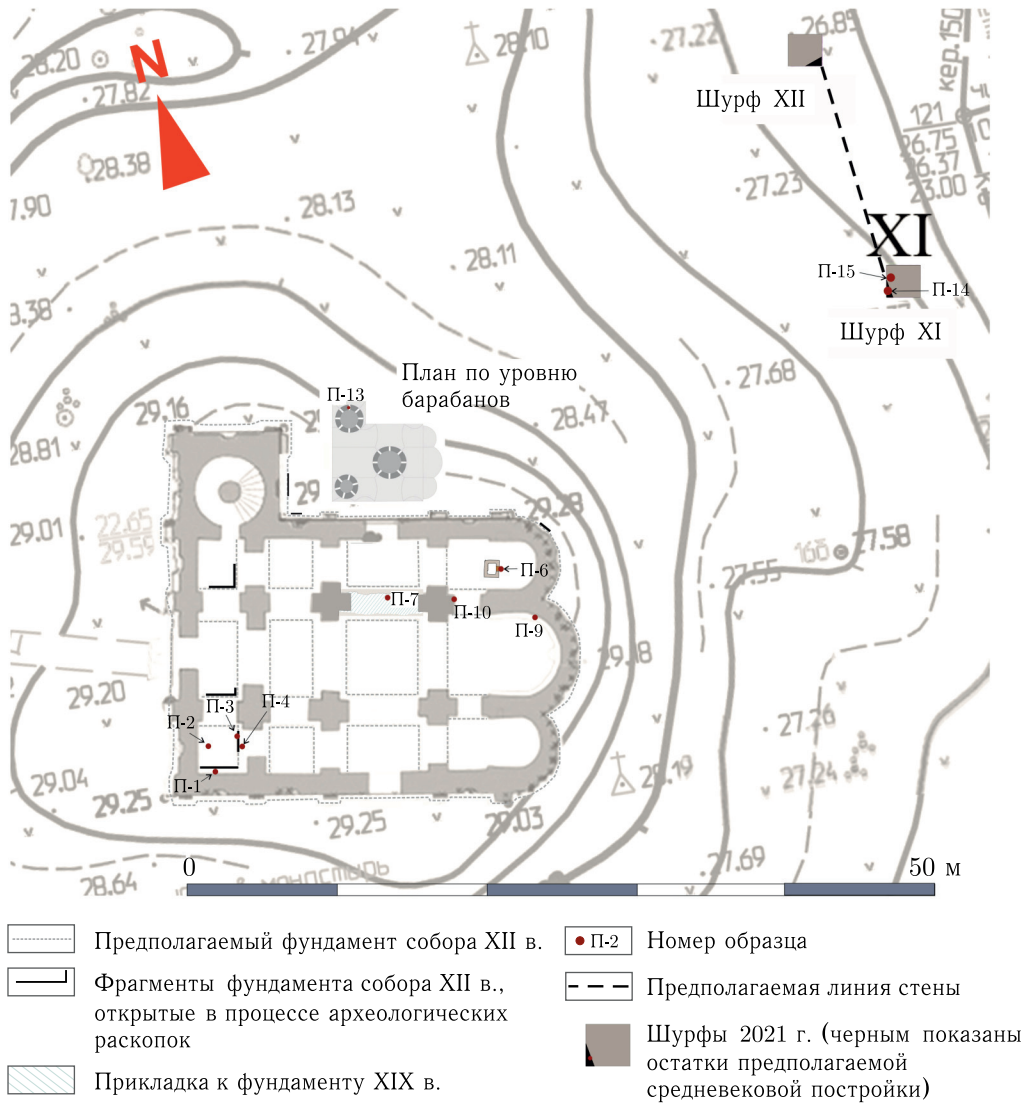 28.20
27.94
28.10
27.22
26.85
кер.150
N
27.82
Шурф XII
121
26.75
26.37
23.00
28.38
27.23
7.90
28.13
XI
28.11
П-15
П-14
8.38
Шурф XI
План по уровню
барабанов
27.68
П-13
29.16
28.47
28.81
29
29.28
29.01
22.65
29.59
16б
27.58
П-6
27.55
П-7
П-10
П-9
29.18
29.20
П-3
П-4
П-2
27.26
29.04
П-1
28.19
27.24
29.25
29.25
29.03
27.69
0
50 м
28.64
монастырь
Предполагаемый фундамент собора XII в.
Фрагменты фундамента собора XII в.,
открытые в процессе археологических
раскопок
Прикладка к фундаменту XIX в.
П-2
Номер образца
Предполагаемая линия стены
Шурфы 2021 г. (черным показаны
остатки предполагаемой
средневековой постройки)